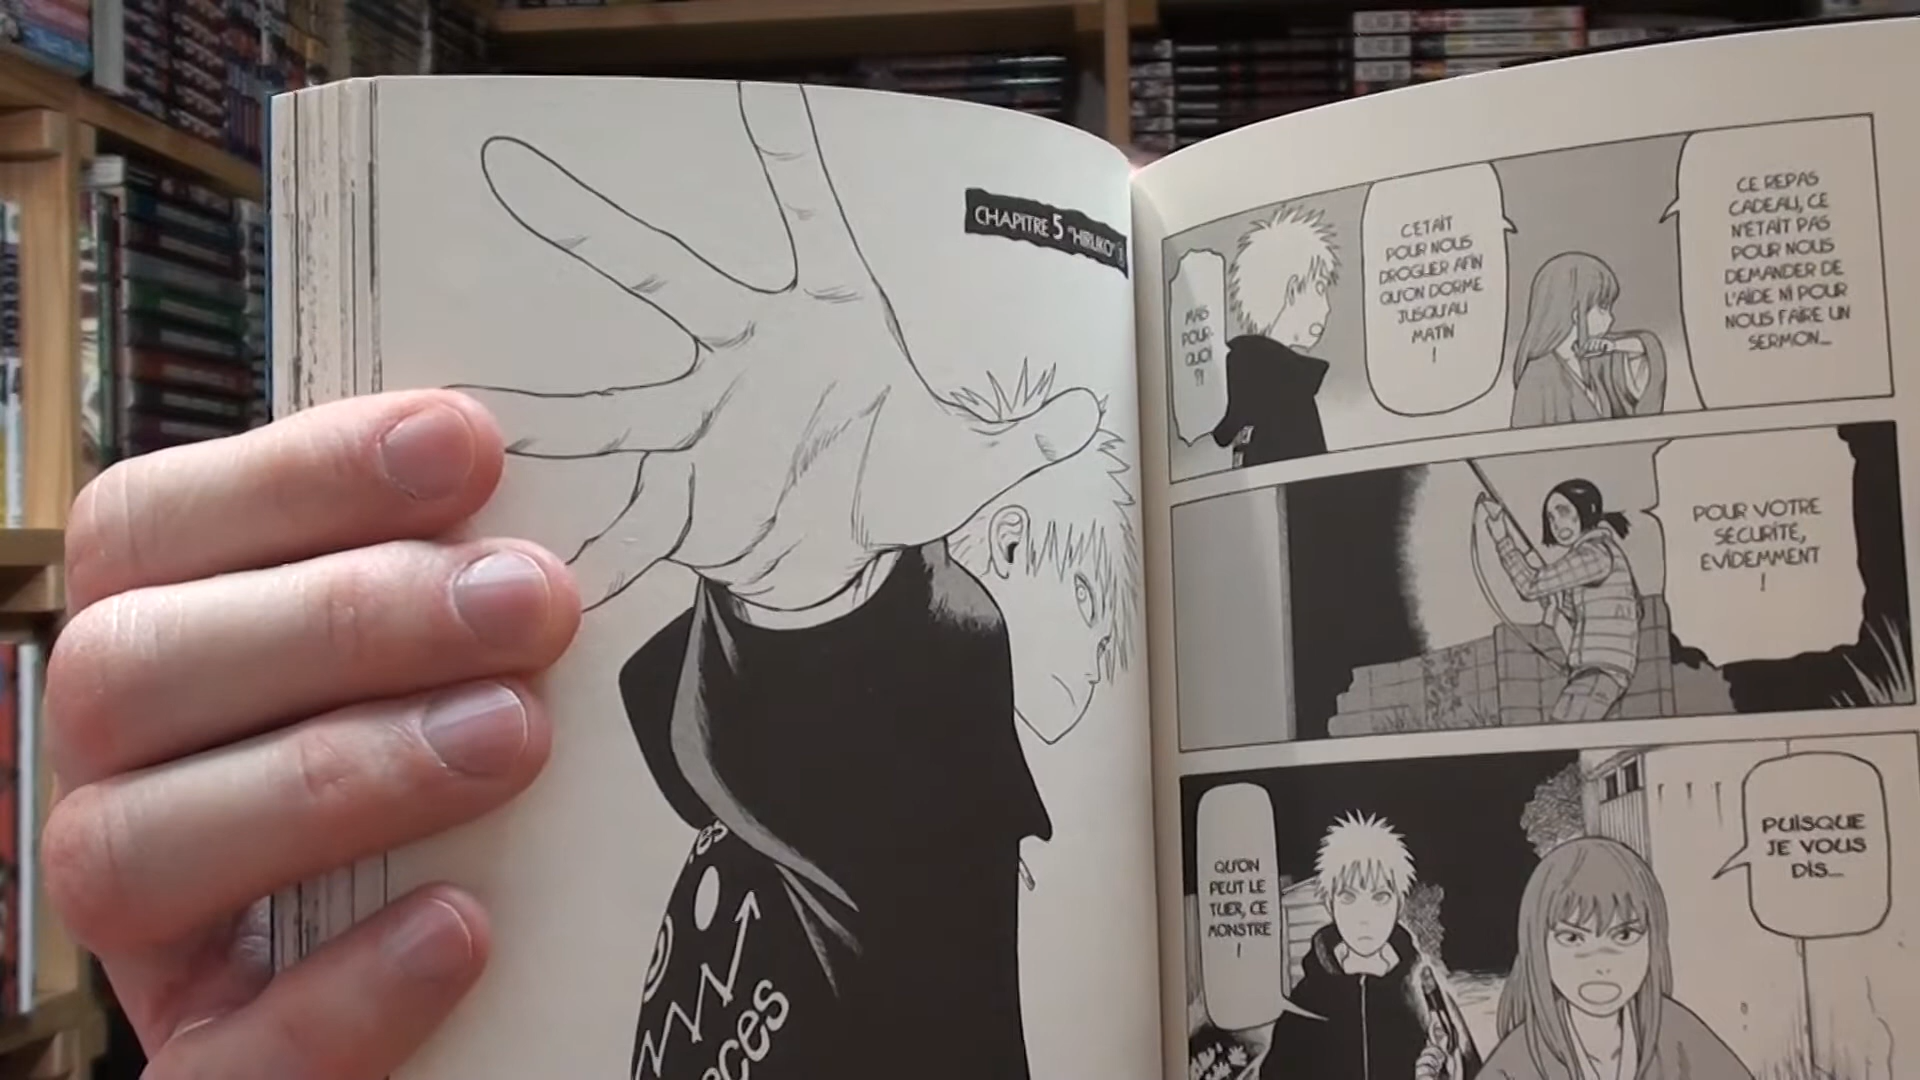 CE REPAS
CADEAU, CE
N'ÉTAIT PAS
POUR NOUS
DEMANDER DE
L'AIDE NI POUR
NOUS FAIRE UN
SERMON...
C'ÉTAIT
POUR NOUS
DROGUER AFIN
QU'ON DORME
JUSQU'AU
MATIN
!
MAIS
POUR-
QUOI
?!
POUR VOTRE
SÉCURITÉ,
ÉVIDEMMENT
!
PUISQUE
JE VOUS
DIS...
QU'ON
PEUT LE
TUER, CE
MONSTRE
!
CHAPITRE 5 "HIRUKO"